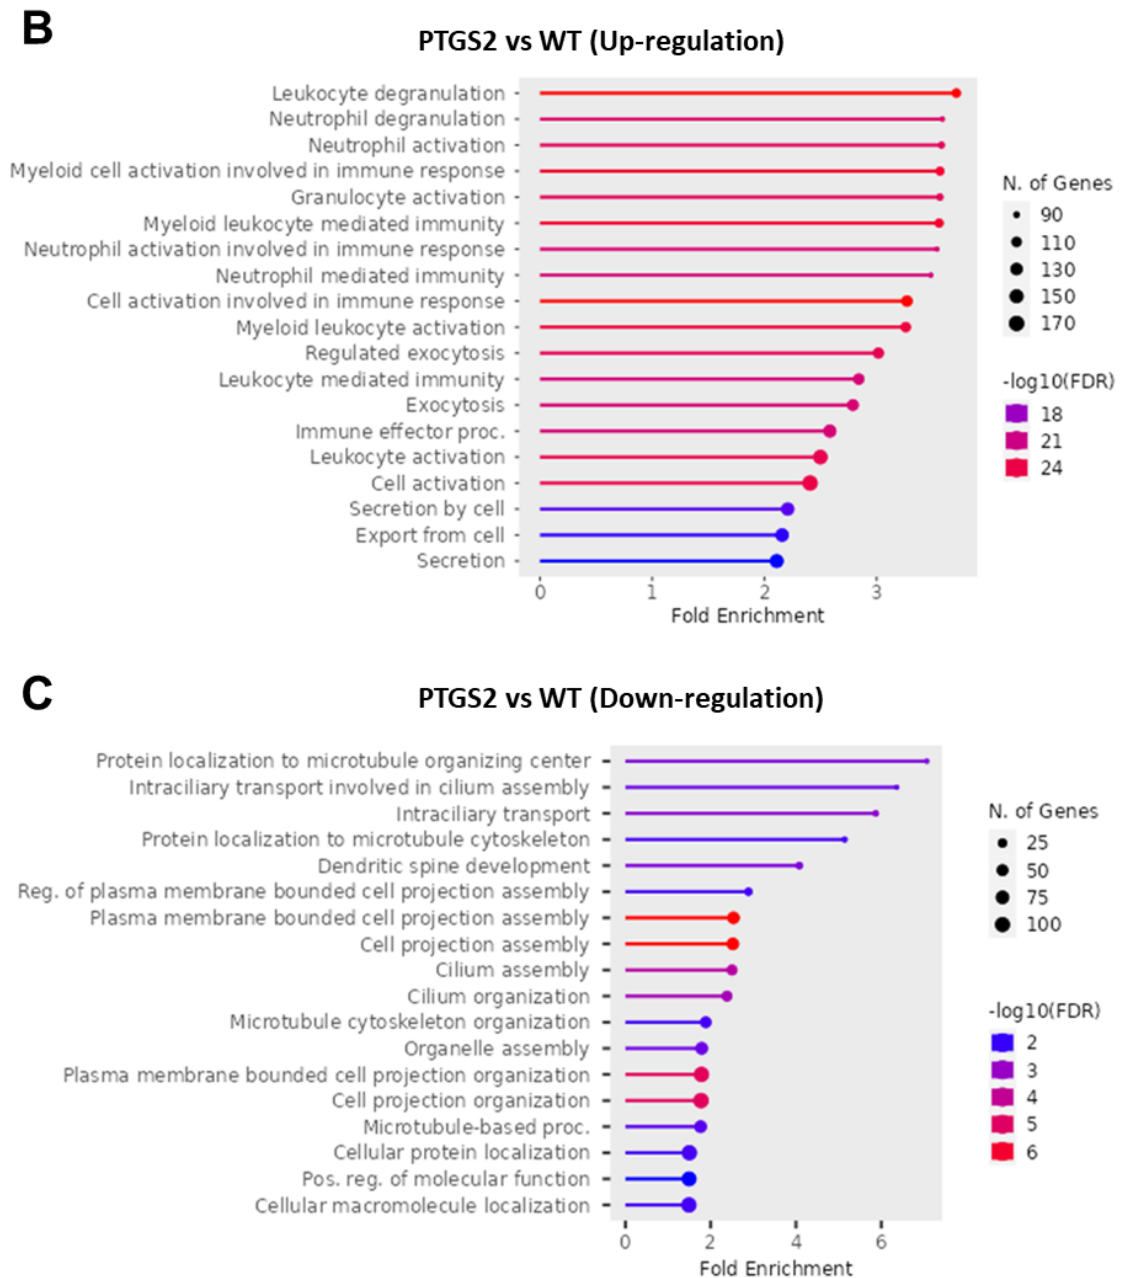 B
PTGS2 vs WT (Up-regulation)
Leukocyte degranulation
Neutrophil degranulation
Neutrophil activation
Myeloid cell activation involved in immune response
Granulocyte activation
Myeloid leukocyte mediated immunity
Neutrophil activation involved in immune response
Neutrophil mediated immunity
Cell activation involved in immune response
Myeloid leukocyte activation
Regulated exocytosis
Leukocyte mediated immunity
Exocytosis
Immune effector proc.
Leukocyte activation
Cell activation
Secretion by cell
Export from cell
Secretion
0 1 2 3
Fold Enrichment
N. of Genes
90
110
130
150
170
-log10(FDR)
18
21
24
C
PTGS2 vs WT (Down-regulation)
Protein localization to microtubule organizing center
Intraciliary transport involved in cilium assembly
Intraciliary transport
Protein localization to microtubule cytoskeleton
Dendritic spine development
Reg. of plasma membrane bounded cell projection assembly
Plasma membrane bounded cell projection assembly
Cell projection assembly
Cilium assembly
Cilium organization
Microtubule cytoskeleton organization
Organelle assembly
Plasma membrane bounded cell projection organization
Cell projection organization
Microtubule-based proc.
Cellular protein localization
Pos. reg. of molecular function
Cellular macromolecule localization
0 2 4 6
Fold Enrichment
N. of Genes
25
50
75
100
-log10(FDR)
2
3
4
5
6